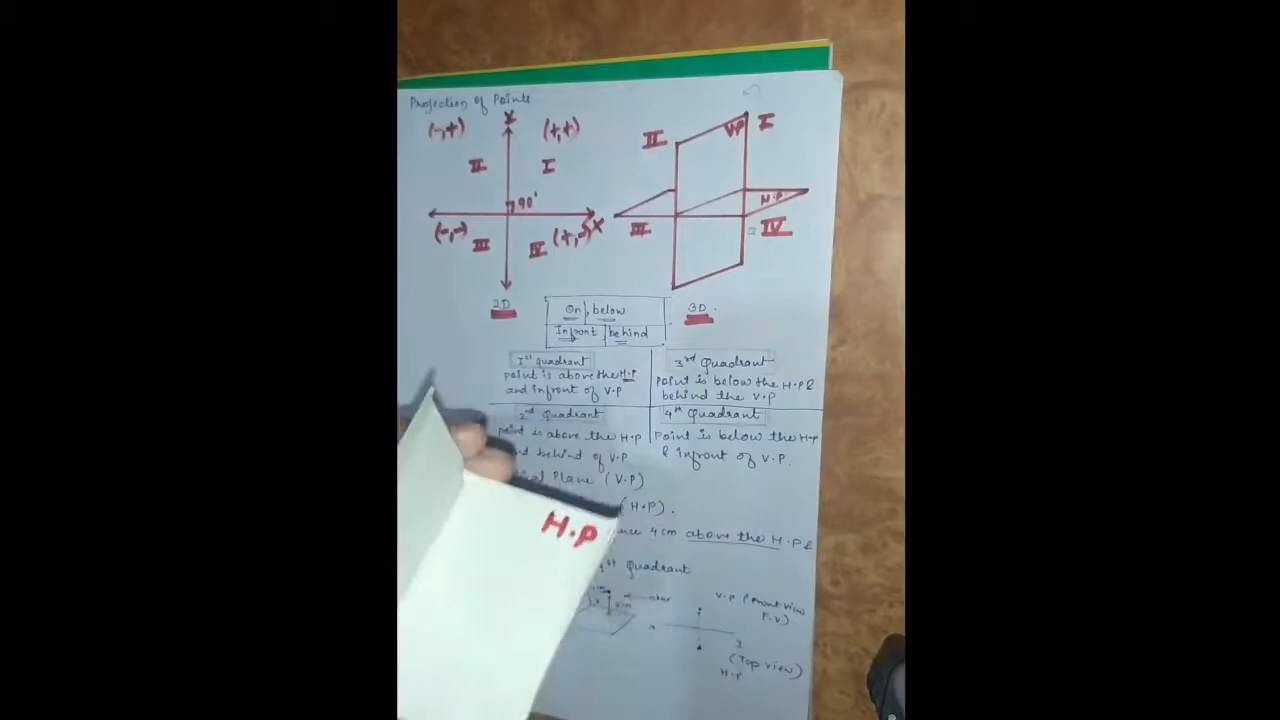 Projection of Points
(-,+)
Y
(+,+)
II
I
90°
X
(-,-)
III
IV
(+,-)
2D
II
V.P
I
H.P
III
IV
3D.
On, below
Infront, behind
1st quadrant
point is above the H.P
and infront of V.P
3rd Quadrant
Point is below the H.P &
behind the V.P
2nd Quadrant
point is above the H.P
behind of V.P
4th Quadrant
Point is below the H.P
& infront of V.P.
Plane (V.P)
(H.P).
4cm above the H.P &
Quadrant
V.P (Front view
F.V)
(Top view)
H.P
H.P